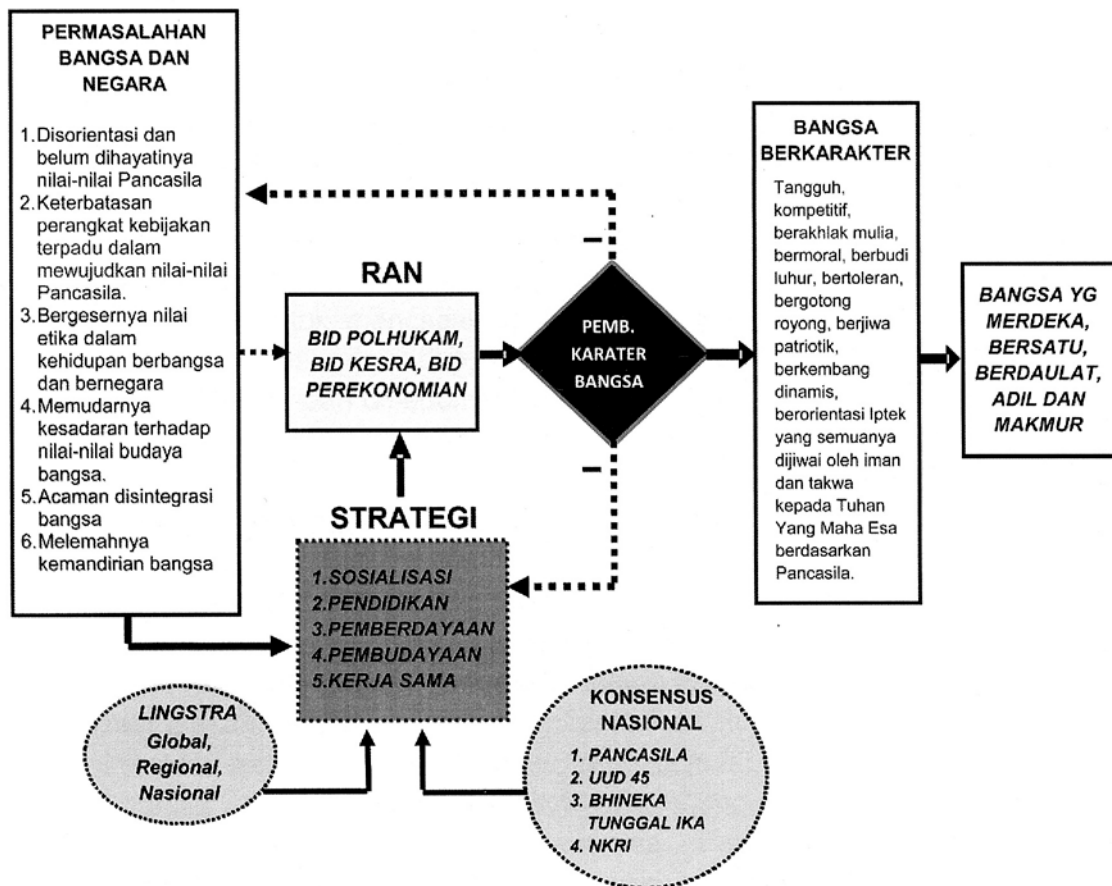 PERMASALAHAN
BANGSA DAN
NEGARA
1.Disorientasi dan
belum dihayatinya
nilai-nilai Pancasila
2.Keterbatasan
perangkat kebijakan
terpadu dalam
mewujudkan nilai-nilai
Pancasila.
3.Bergesernya nilai
etika dalam
kehidupan berbangsa
dan bernegara
4.Memudarnya
kesadaran terhadap
nilai-nilai budaya
bangsa.
5.Acaman disintegrasi
bangsa
6.Melemahnya
kemandirian bangsa
RAN
BID POLHUKAM,
BID KESRA, BID
PEREKONOMIAN
STRATEGI
1.SOSIALISASI
2.PENDIDIKAN
3.PEMBERDAYAAN
4.PEMBUDAYAAN
5.KERJA SAMA
LINGSTRA
Global,
Regional,
Nasional
KONSENSUS
NASIONAL
1. PANCASILA
2. UUD 45
3. BHINEKA
TUNGGAL IKA
4. NKRI
–
PEMB.
KARATER
BANGSA
–
BANGSA
BERKARAKTER
Tangguh,
kompetitif,
berakhlak mulia,
bermoral, berbudi
luhur, bertoleran,
bergotong
royong, berjiwa
patriotik,
berkembang
dinamis,
berorientasi Iptek
yang semuanya
dijiwai oleh iman
dan takwa
kepada Tuhan
Yang Maha Esa
berdasarkan
Pancasila.
BANGSA YG
MERDEKA,
BERSATU,
BERDAULAT,
ADIL DAN
MAKMUR